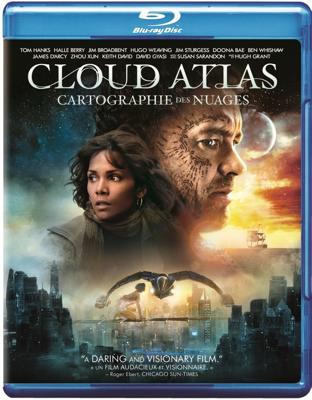 Blu-ray Disc
TOM HANKS HALLE BERRY JIM BROADBENT HUGO WEAVING JIM STURGESS DOONA BAE BEN WHISHAW
JAMES D'ARCY ZHOU XUN KEITH DAVID DAVID GYASI SUSAN SARANDON HUGH GRANT
CLOUD ATLAS
CARTOGRAPHIE DES NUAGES
"A DARING AND VISIONARY FILM."
« UN FILM AUDACIEUX ET VISIONNAIRE. »
– Roger Ebert, CHICAGO SUN-TIMES